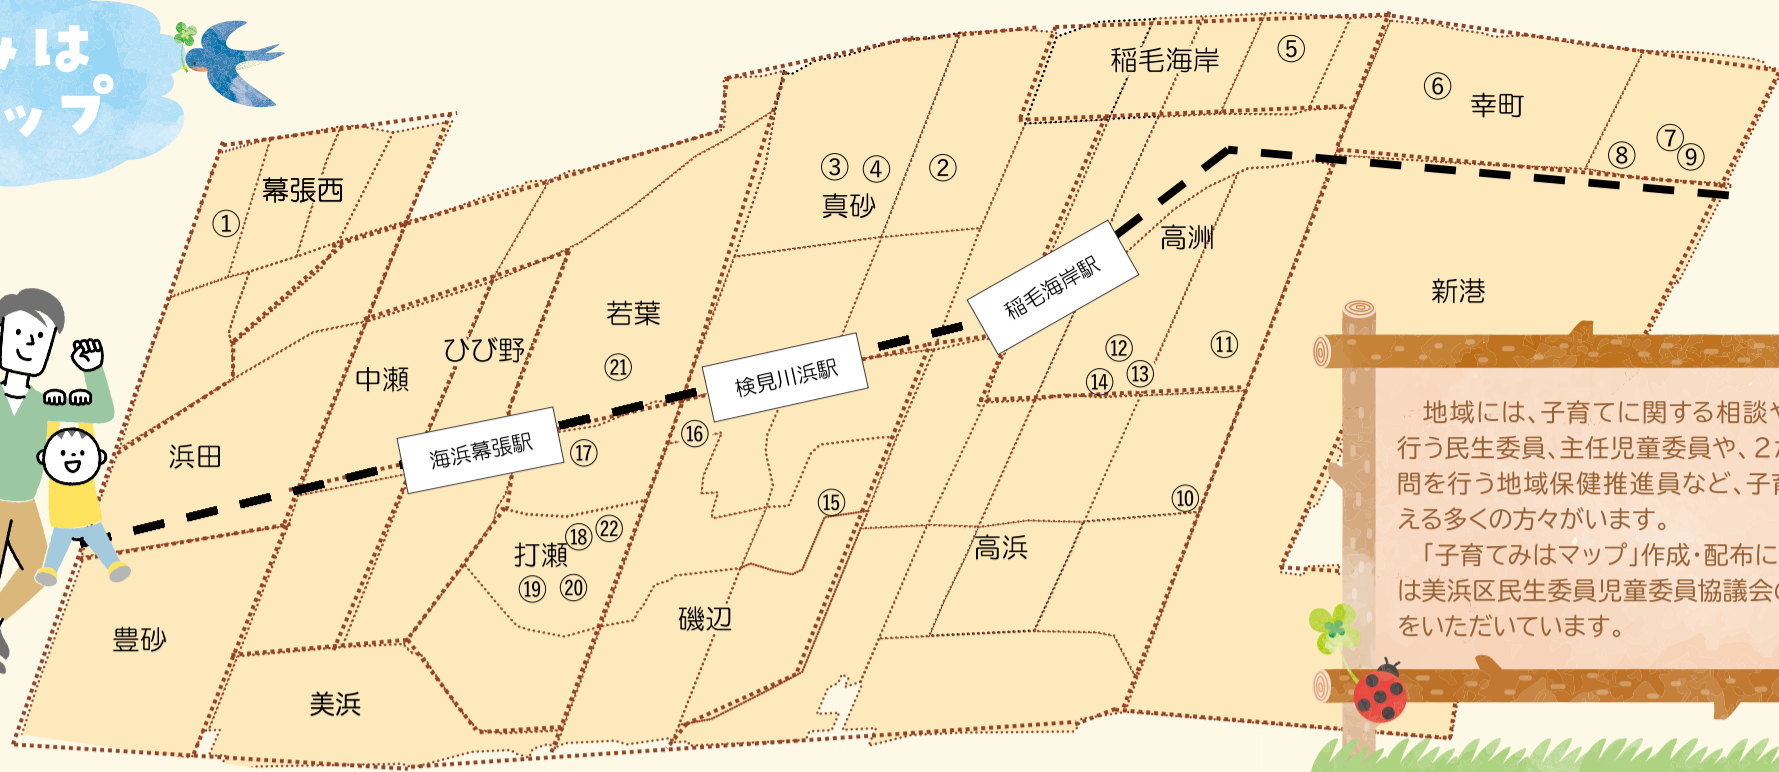 みは
ップ
稲毛海岸
⑤
⑥
幸町
⑦
⑧
⑨
③
④
②
真砂
幕張西
①
高洲
稲毛海岸駅
新港
若葉
ひび野
中瀬
㉑
検見川浜駅
⑫
⑪
⑭
⑬
浜田
海浜幕張駅
⑰
⑯
⑮
⑩
打瀬
⑱
㉒
⑲
⑳
高浜
磯辺
豊砂
美浜
地域には、子育てに関する相談や
行う民生委員、主任児童委員や、2か
問を行う地域保健推進員など、子育
える多くの方々がいます。
「子育てみはマップ」作成・配布に
は美浜区民生委員児童委員協議会の
をいただいています。